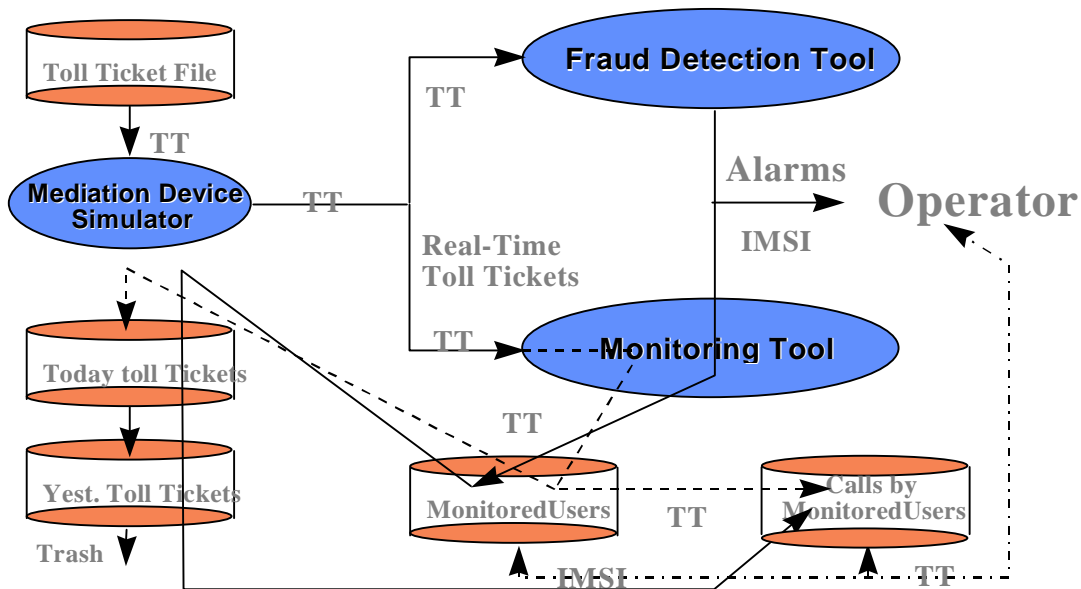 Toll Ticket File
TT
Mediation Device
Simulator
TT
TT
Fraud Detection Tool
Alarms
Operator
IMSI
Real-Time
Toll Tickets
TT
Monitoring Tool
Today toll Tickets
Yest. Toll Tickets
Trash
TT
MonitoredUsers
TT
Calls by
MonitoredUsers
IMSI
TT